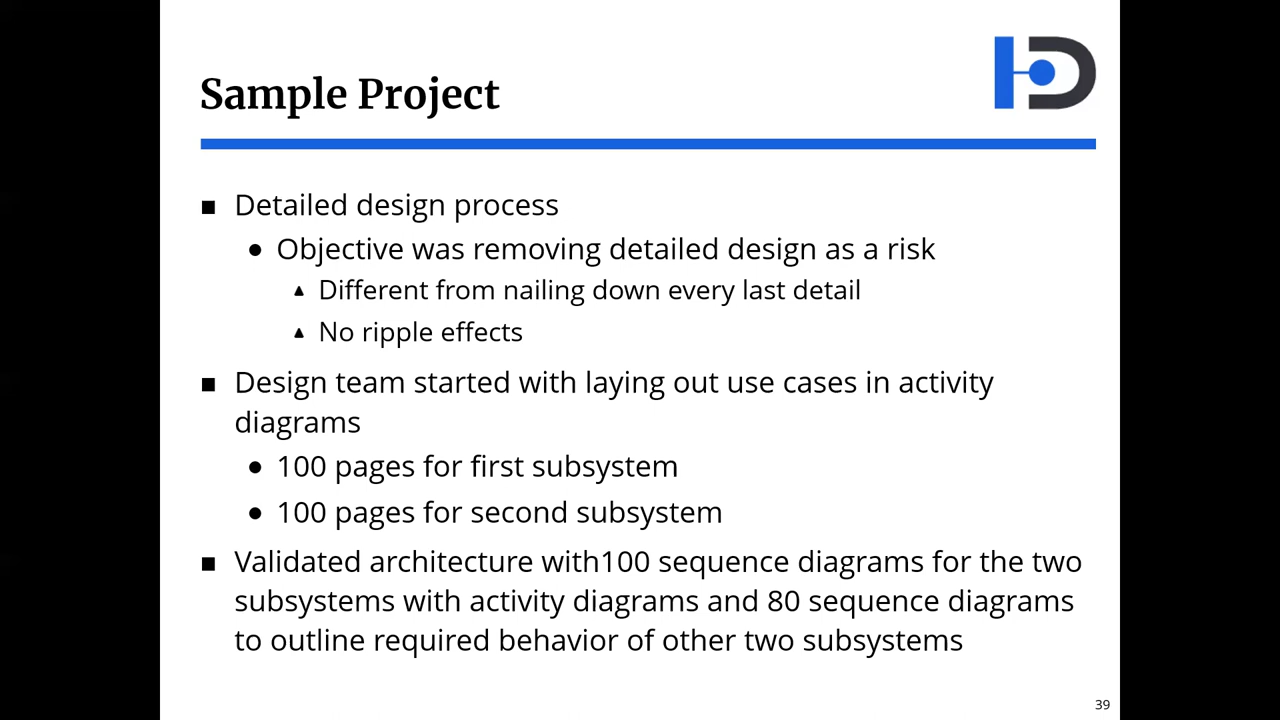 Sample Project
■ Detailed design process
● Objective was removing detailed design as a risk
▲ Different from nailing down every last detail
▲ No ripple effects
■ Design team started with laying out use cases in activity
diagrams
● 100 pages for first subsystem
● 100 pages for second subsystem
■ Validated architecture with100 sequence diagrams for the two
subsystems with activity diagrams and 80 sequence diagrams
to outline required behavior of other two subsystems
39